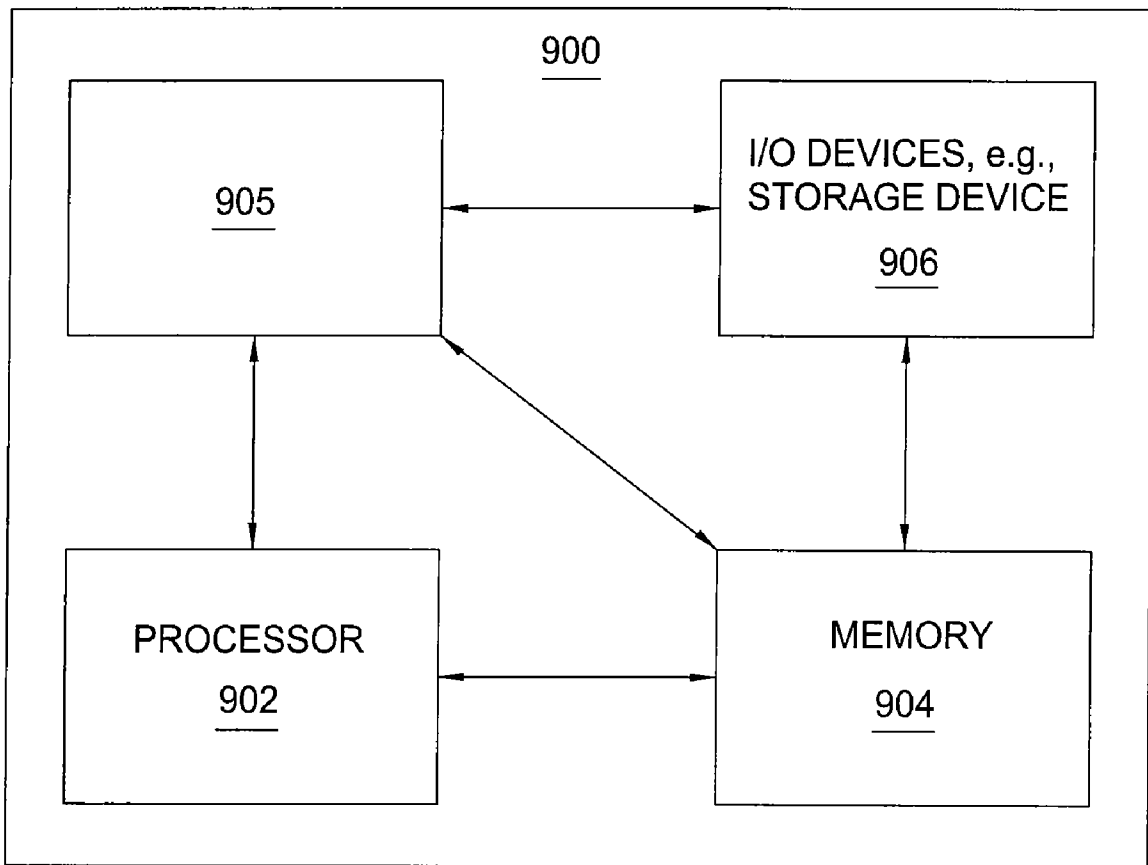 900
905
I/O DEVICES, e.g.,
STORAGE DEVICE
906
PROCESSOR
902
MEMORY
904